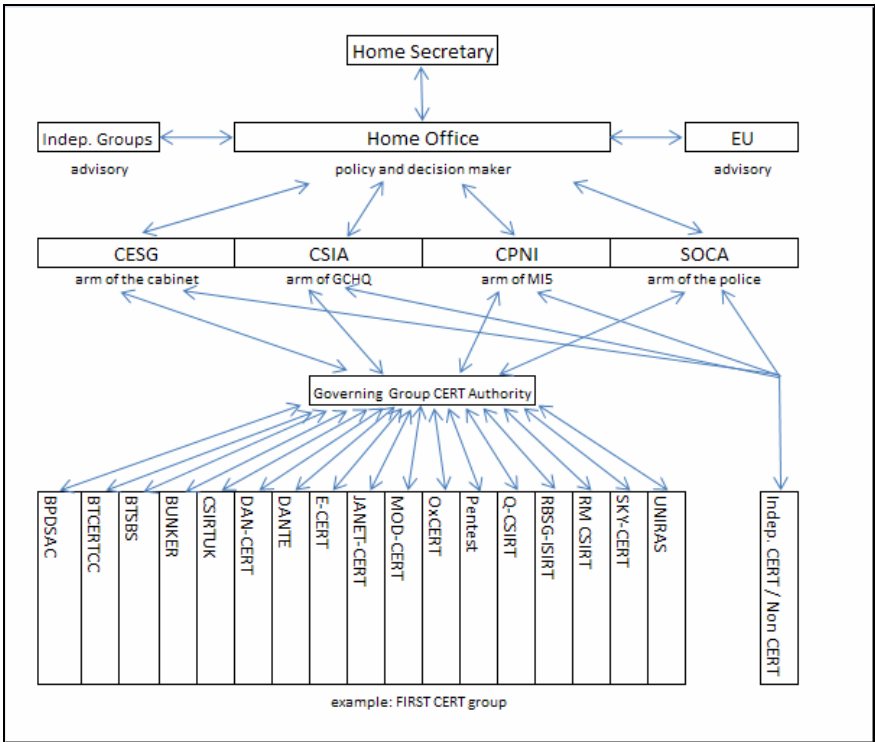 Home Secretary
Indep. Groups
Home Office
EU
advisory
policy and decision maker
advisory
CESG
CSIA
CPNI
SOCA
arm of the cabinet
arm of GCHQ
arm of MI5
arm of the police
Governing Group CERT Authority
BPDSAC
BTCERTCC
BTSBS
BUNKER
CSIRTUK
DAN-CERT
DANTE
E-CERT
JANET-CERT
MOD-CERT
OxCERT
Pentest
Q-CSIRT
RBSG-ISIRT
RM CSIRT
SKY-CERT
UNIRAS
Indep. CERT / Non CERT
example: FIRST CERT group